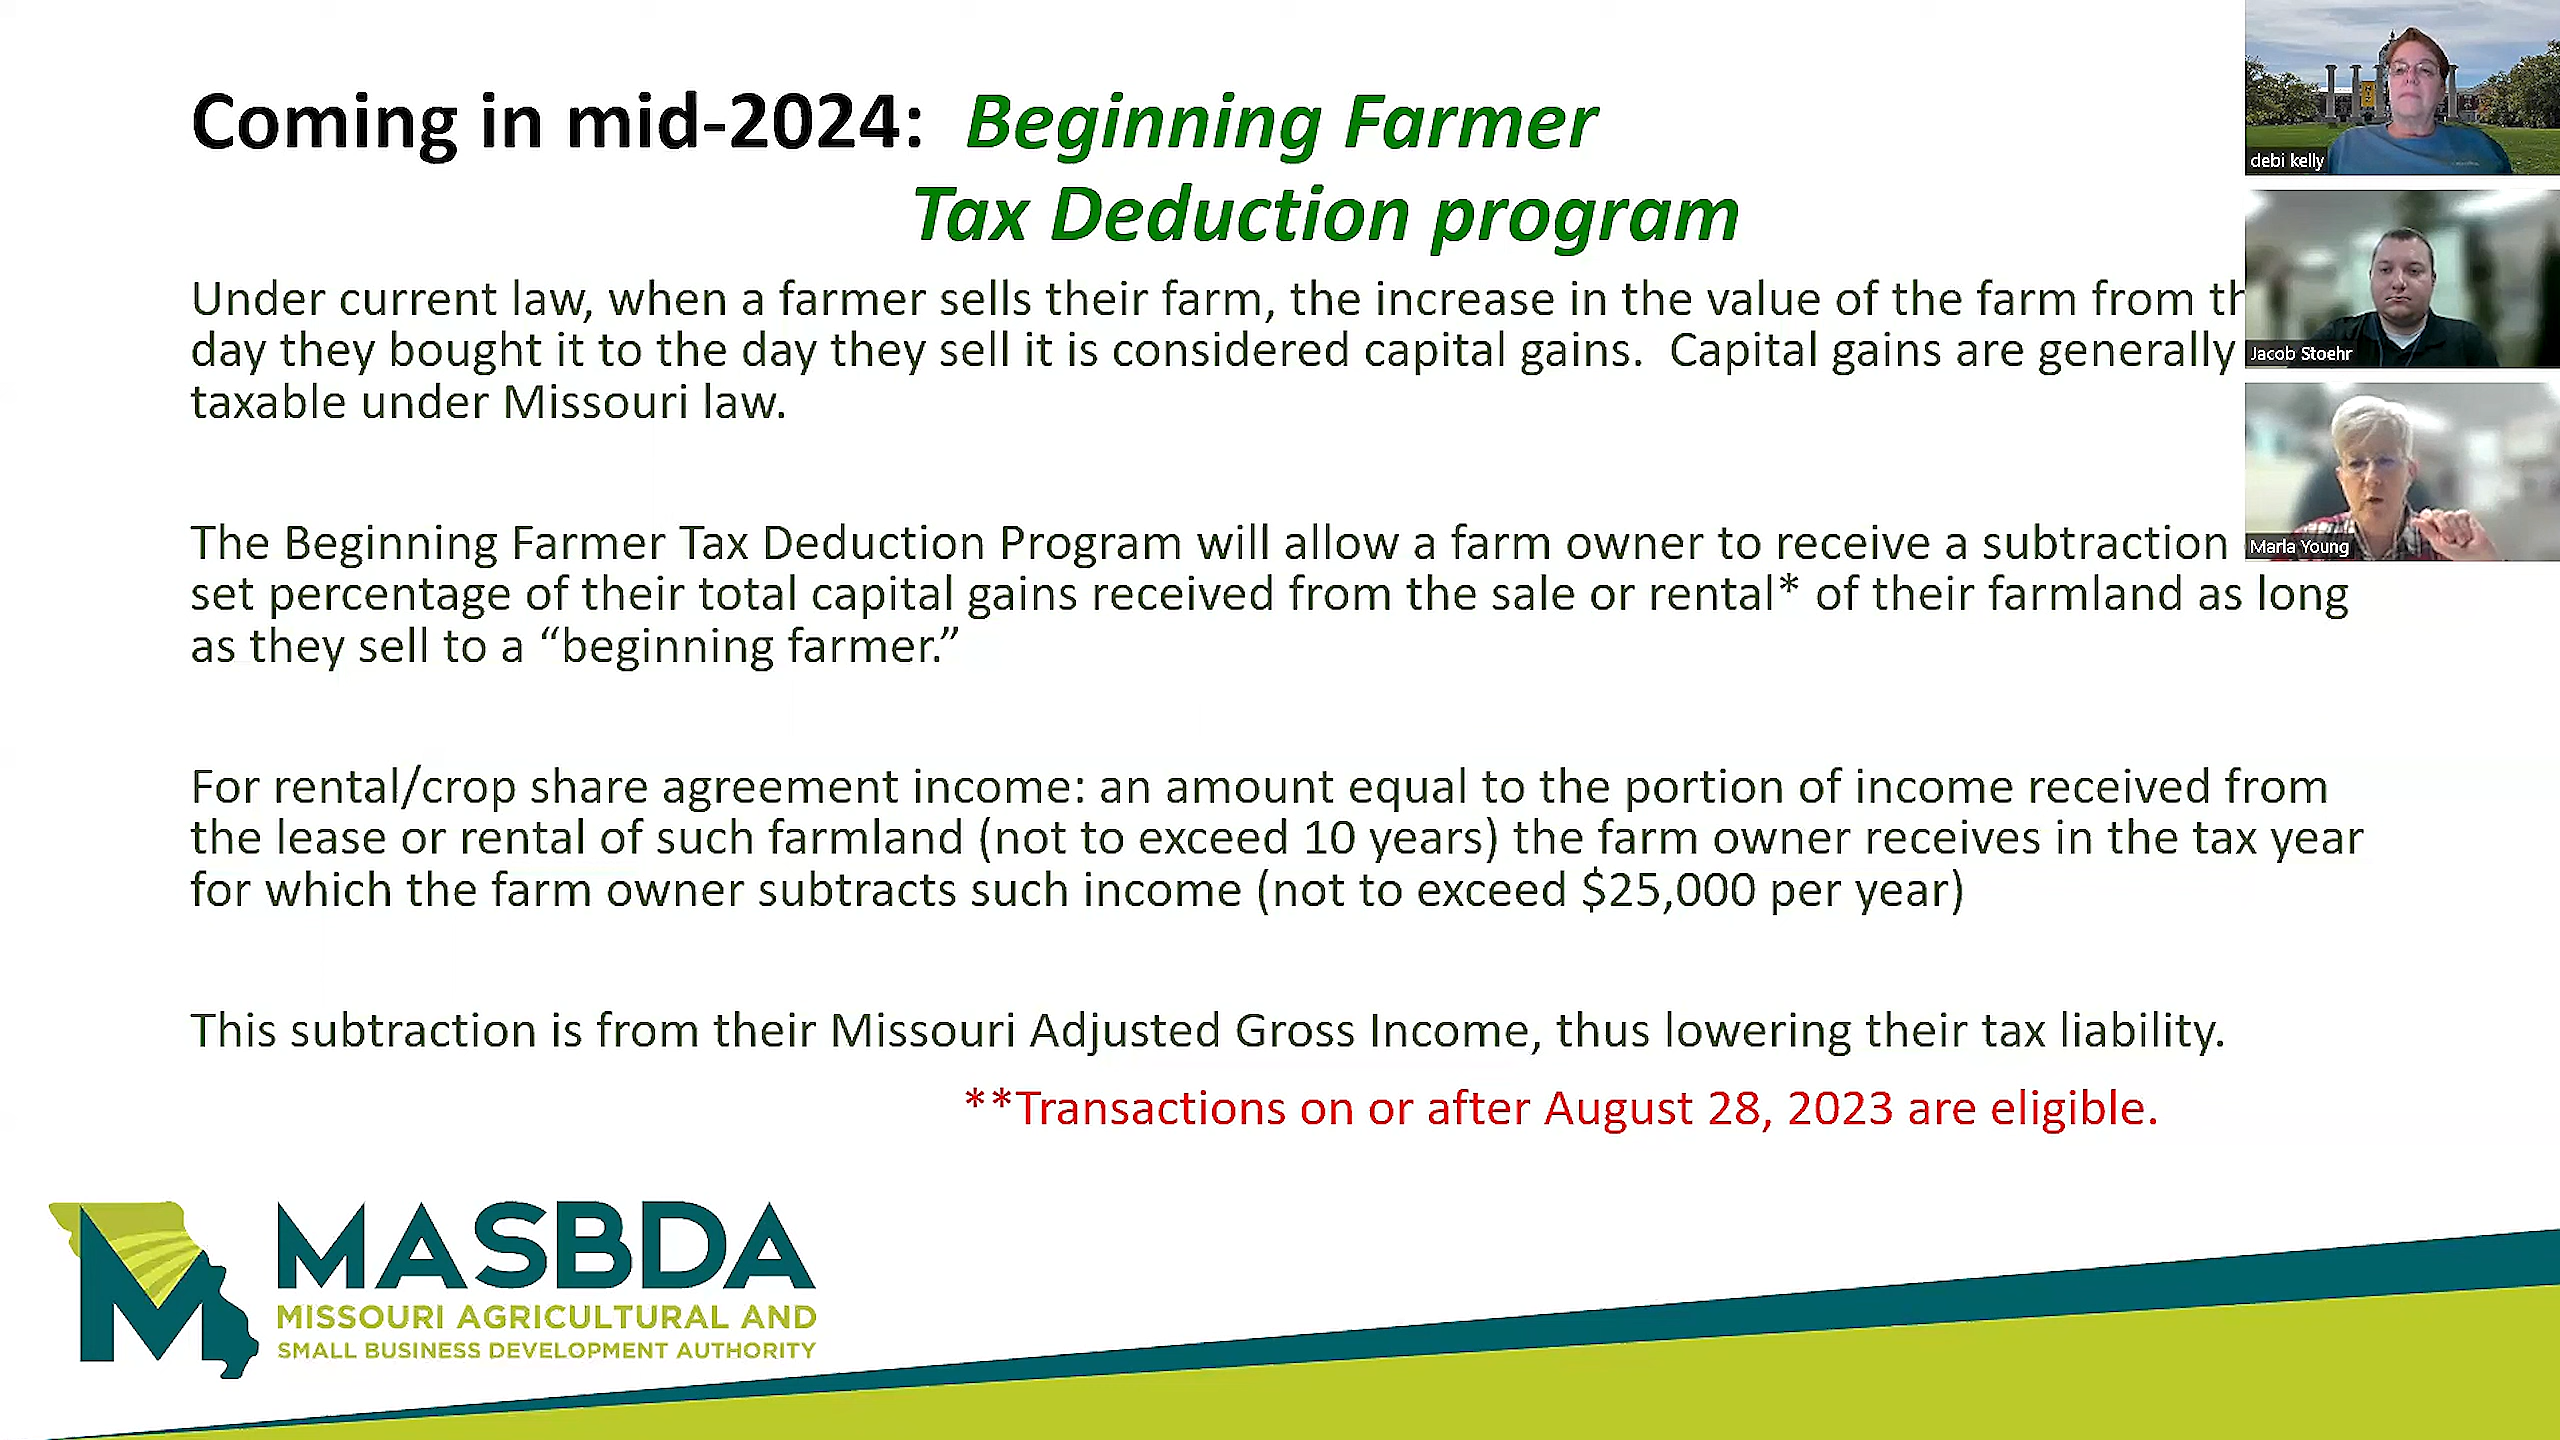 Coming in mid-2024: Beginning Farmer
Tax Deduction program
Under current law, when a farmer sells their farm, the increase in the value of the farm from
day they bought it to the day they sell it is considered capital gains. Capital gains are generally
taxable under Missouri law.
The Beginning Farmer Tax Deduction Program will allow a farm owner to receive a subtraction
set percentage of their total capital gains received from the sale or rental* of their farmland as long
as they sell to a “beginning farmer.”
For rental/crop share agreement income: an amount equal to the portion of income received from
the lease or rental of such farmland (not to exceed 10 years) the farm owner receives in the tax year
for which the farm owner subtracts such income (not to exceed $25,000 per year)
This subtraction is from their Missouri Adjusted Gross Income, thus lowering their tax liability.
**Transactions on or after August 28, 2023 are eligible.
MASBDA
MISSOURI AGRICULTURAL AND
SMALL BUSINESS DEVELOPMENT AUTHORITY
debi kelly
Jacob Stoehr
Marla Young